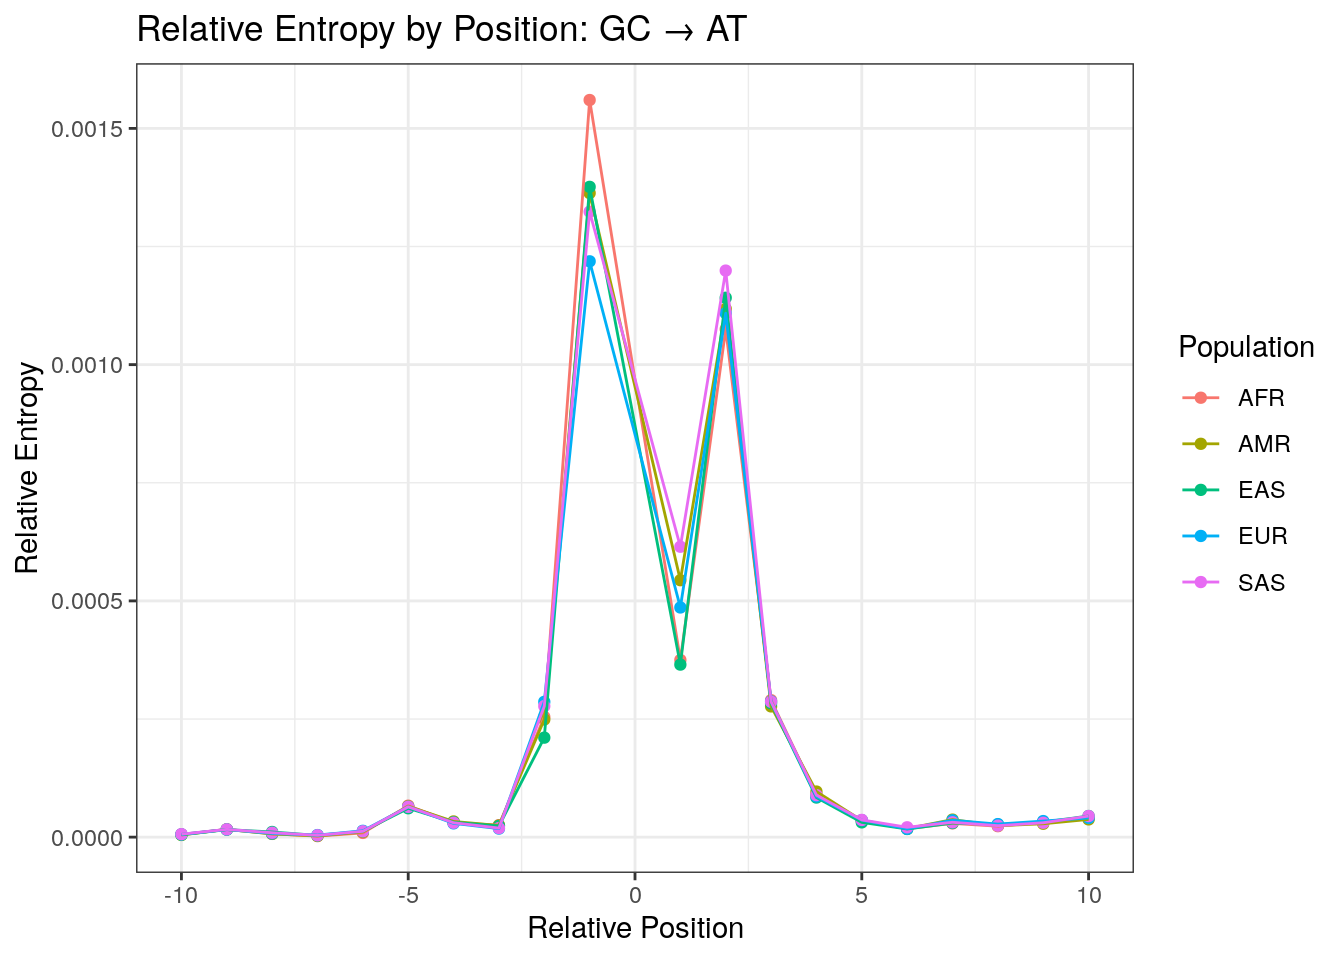 Relative Entropy by Position: GC → AT
Relative Entropy
0.0015
0.0010
0.0005
0.0000
-10
-5
0
5
10
Relative Position
Population
AFR
AMR
EAS
EUR
SAS